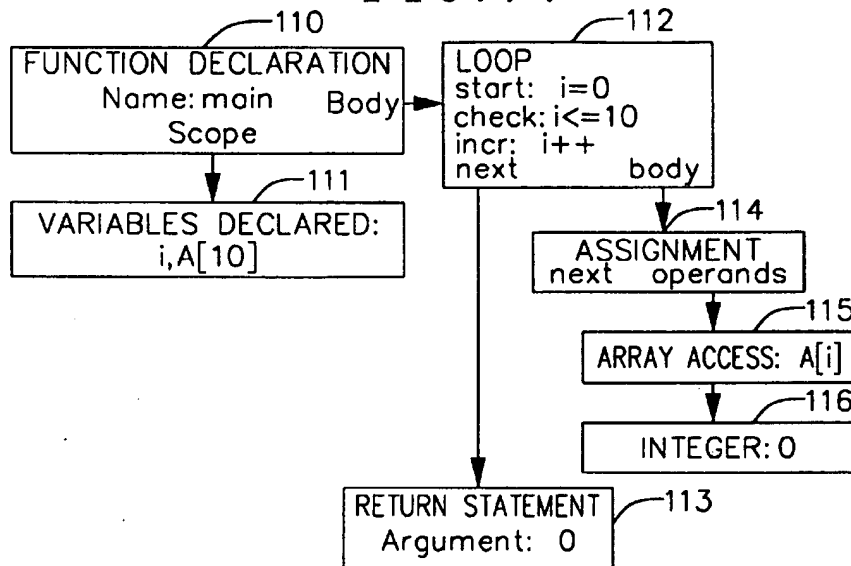 110
FUNCTION DECLARATION
Name: main Body
Scope
111
VARIABLES DECLARED:
i,A[10]
112
LOOP
start: i=0
check: i<=10
incr: i++
next body
114
ASSIGNMENT
next operands
115
ARRAY ACCESS: A[i]
116
INTEGER: 0
RETURN STATEMENT
Argument: 0
113